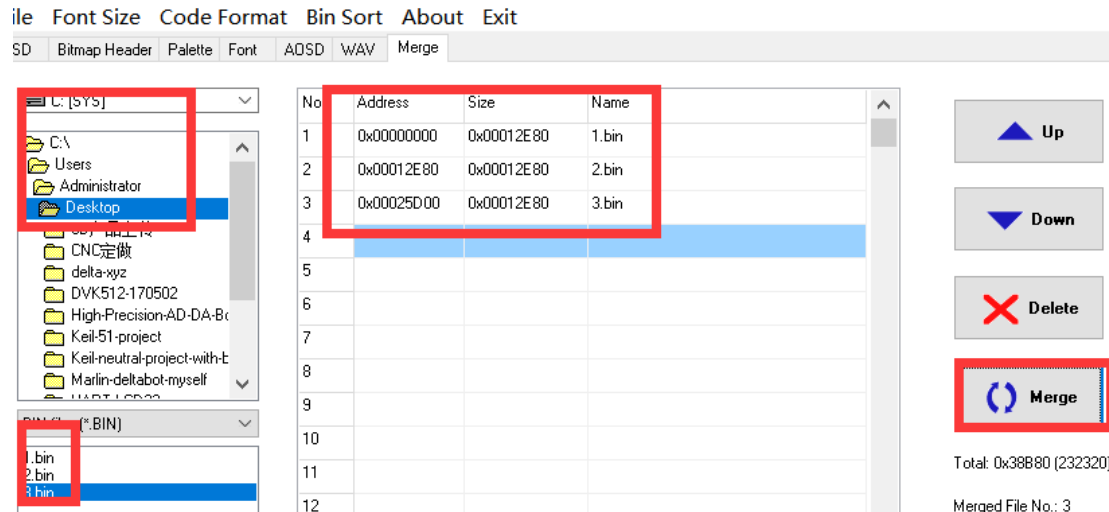 ile Font Size Code Format Bin Sort About Exit
SD Bitmap Header Palette Font AOSD WAV Merge
C: [SYS]
C:\
Users
Administrator
Desktop
CNC定做
delta-xyz
DVK512-170502
High-Precision-AD-DA-Bo
Keil-51-project
Keil-neutral-project-with-b
Marlin-deltabot-myself
(*.BIN)
1.bin
2.bin
3.bin
No Address Size Name
1 0x00000000 0x00012E80 1.bin
2 0x00012E80 0x00012E80 2.bin
3 0x00025D00 0x00012E80 3.bin
4
5
6
7
8
9
10
11
12
Up
Down
Delete
Merge
Total: 0x38B80 (232320)
Merged File No.: 3